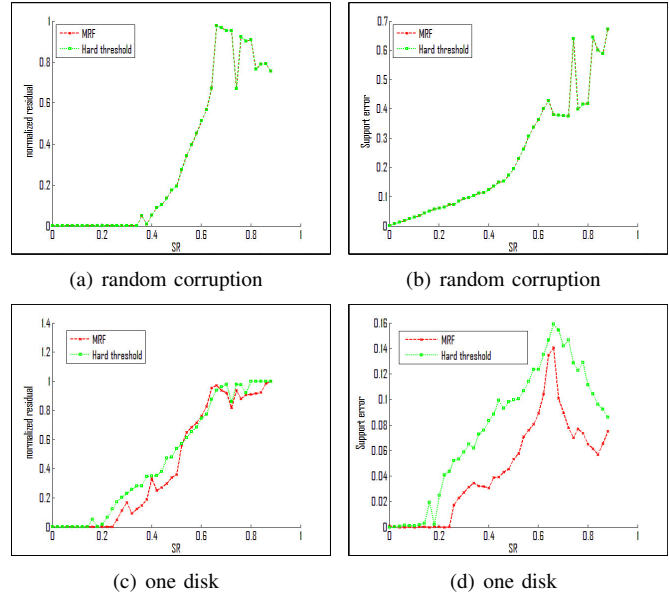 1
0.8
0.6
0.4
0.2
0
normalized residual
MRF
Hard threshold
0 0.2 0.4 0.6 0.8 1
SR
(a) random corruption
0.7
0.6
0.5
0.4
0.3
0.2
0.1
0
Support error
MRF
Hard threshold
0 0.2 0.4 0.6 0.8 1
SR
(b) random corruption
1.4
1.2
1
0.8
0.6
0.4
0.2
0
normalized residual
MRF
Hard threshold
0 0.2 0.4 0.6 0.8 1
SR
(c) one disk
0.16
0.14
0.12
0.1
0.08
0.06
0.04
0.02
0
Support error
MRF
Hard threshold
0 0.2 0.4 0.6 0.8 1
SR
(d) one disk